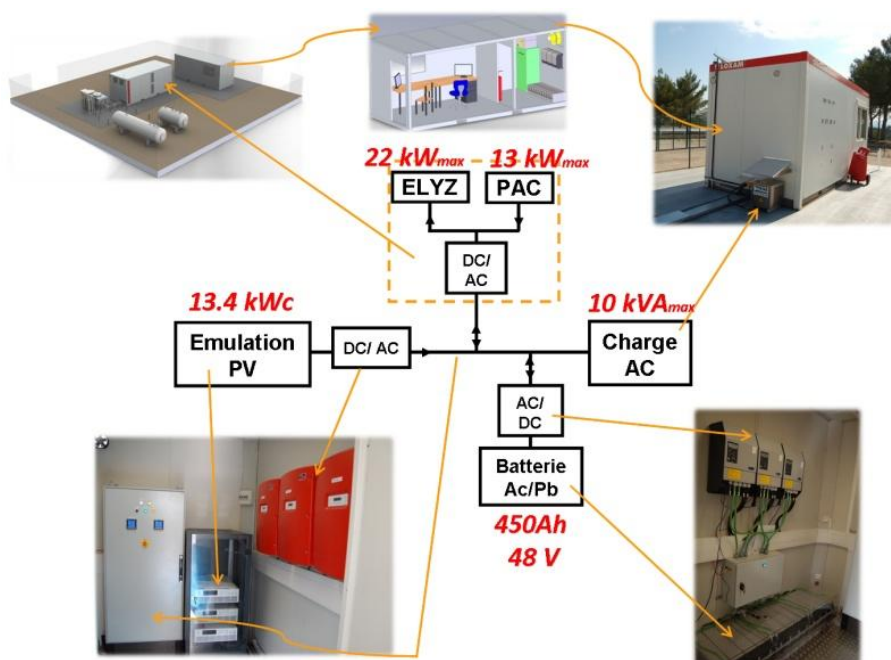 22 kWmax
13 kWmax
ELYZ
PAC
DC/
AC
13.4 kWc
10 kVAmax
Emulation
PV
DC/ AC
Charge
AC
AC/
DC
Batterie
Ac/Pb
450Ah
48 V